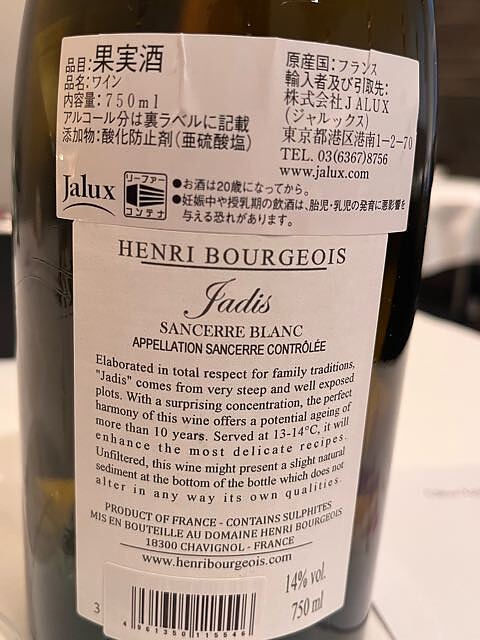 品目:果実酒
品名:ワイン
内容量:750ml
アルコール分は裏ラベルに記載
添加物:酸化防止剤(亜硫酸塩)
原産国:フランス
輸入者及び引取先:
株式会社JALUX
(ジャルックス)
東京都港区港南1-2-70
TEL. 03(6367)8756
www.jalux.com
Jalux
リーファー
コンテナ
●お酒は20歳になってから。
●妊娠中や授乳期の飲酒は、胎児・乳児の発育に悪影響を
与える恐れがあります。
HENRI BOURGEOIS
Jadis
SANCERRE BLANC
APPELLATION SANCERRE CONTRÔLÉE
Elaborated in total respect for family traditions,
"Jadis" comes from very steep and well exposed
plots. With a surprising concentration, the perfect
harmony of this wine offers a potential ageing of
more than 10 years. Served at 13-14°C, it will
enhance the most delicate recipes.
Unfiltered, this wine might present a slight natural
sediment at the bottom of the bottle which does not
alter in any way its own qualities.
PRODUCT OF FRANCE - CONTAINS SULPHITES
MIS EN BOUTEILLE AU DOMAINE HENRI BOURGEOIS
18300 CHAVIGNOL - FRANCE
www.henribourgeois.com
14% vol.
750 ml
3
4961350115546